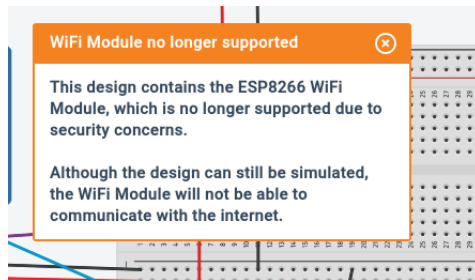 WiFi Module no longer supported
This design contains the ESP8266 WiFi
Module, which is no longer supported due to
security concerns.
Although the design can still be simulated,
the WiFi Module will not be able to
communicate with the internet.